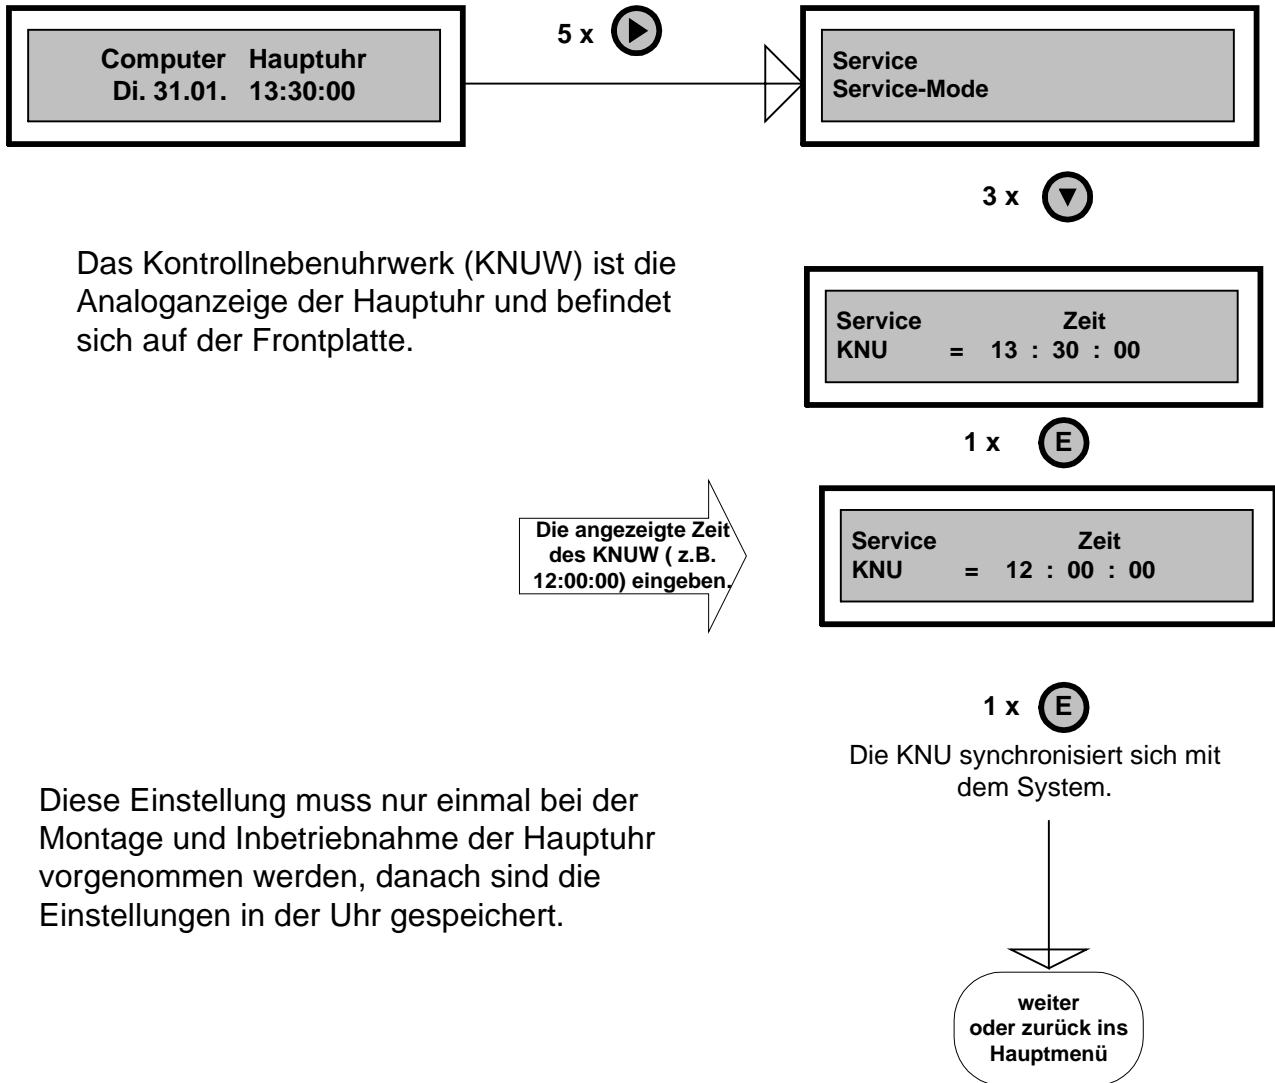 Computer Hauptuhr
Di. 31.01. 13:30:00
5 x
Service
Service-Mode
3 x
Das Kontrollnebenuhrwerk (KNUW) ist die
Analoganzeige der Hauptuhr und befindet
sich auf der Frontplatte.
Service Zeit
KNU = 13 : 30 : 00
1 x E
Die angezeigte Zeit
des KNUW ( z.B.
12:00:00) eingeben.
Service Zeit
KNU = 12 : 00 : 00
1 x E
Die KNU synchronisiert sich mit
dem System.
Diese Einstellung muss nur einmal bei der
Montage und Inbetriebnahme der Hauptuhr
vorgenommen werden, danach sind die
Einstellungen in der Uhr gespeichert.
weiter
oder zurück ins
Hauptmenü